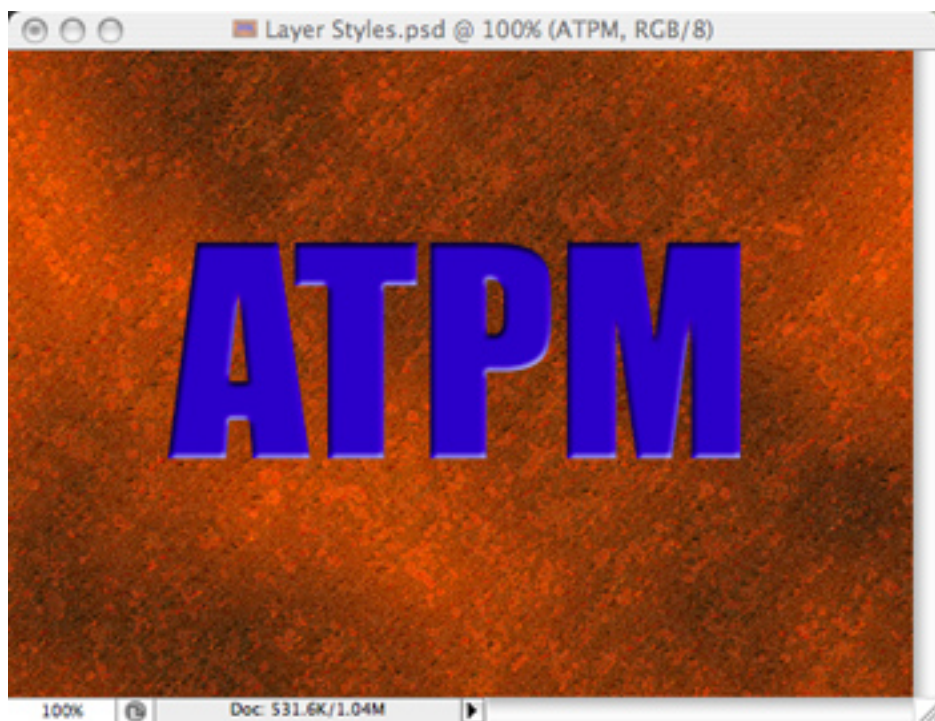 Layer Styles.psd @ 100% (ATPM, RGB/8)
ATPM
100% Doc: 531.6K/1.04M